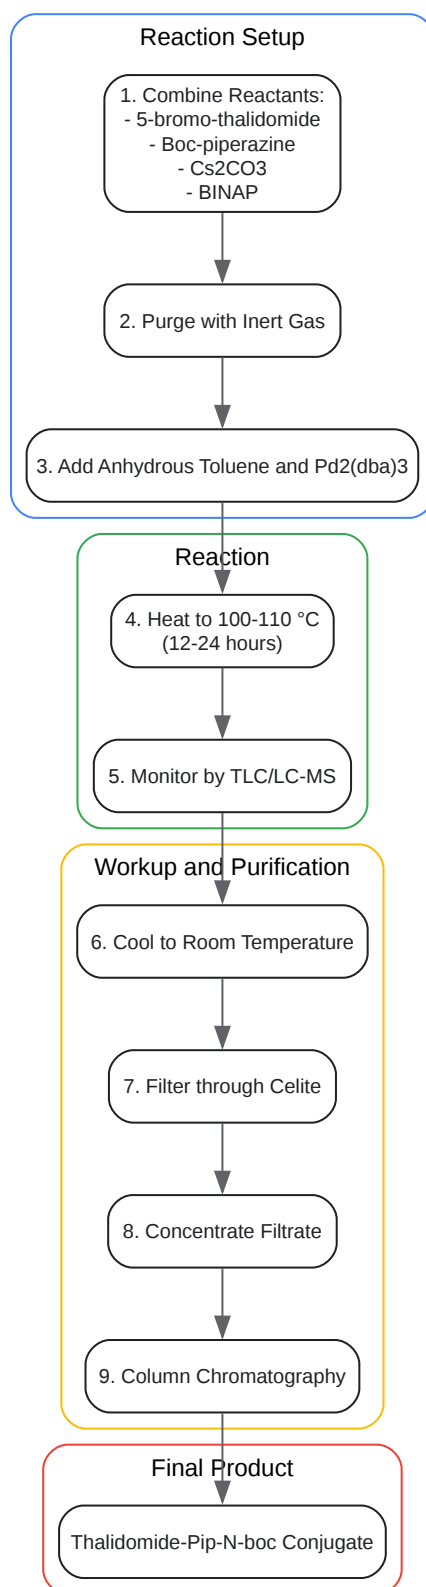 Reaction Setup
1. Combine Reactants:
- 5-bromo-thalidomide
- Boc-piperazine
- Cs2CO3
- BINAP
2. Purge with Inert Gas
3. Add Anhydrous Toluene and Pd2(dba)3
Reaction
4. Heat to 100-110 °C
(12-24 hours)
5. Monitor by TLC/LC-MS
Workup and Purification
6. Cool to Room Temperature
7. Filter through Celite
8. Concentrate Filtrate
9. Column Chromatography
Final Product
Thalidomide-Pip-N-boc Conjugate